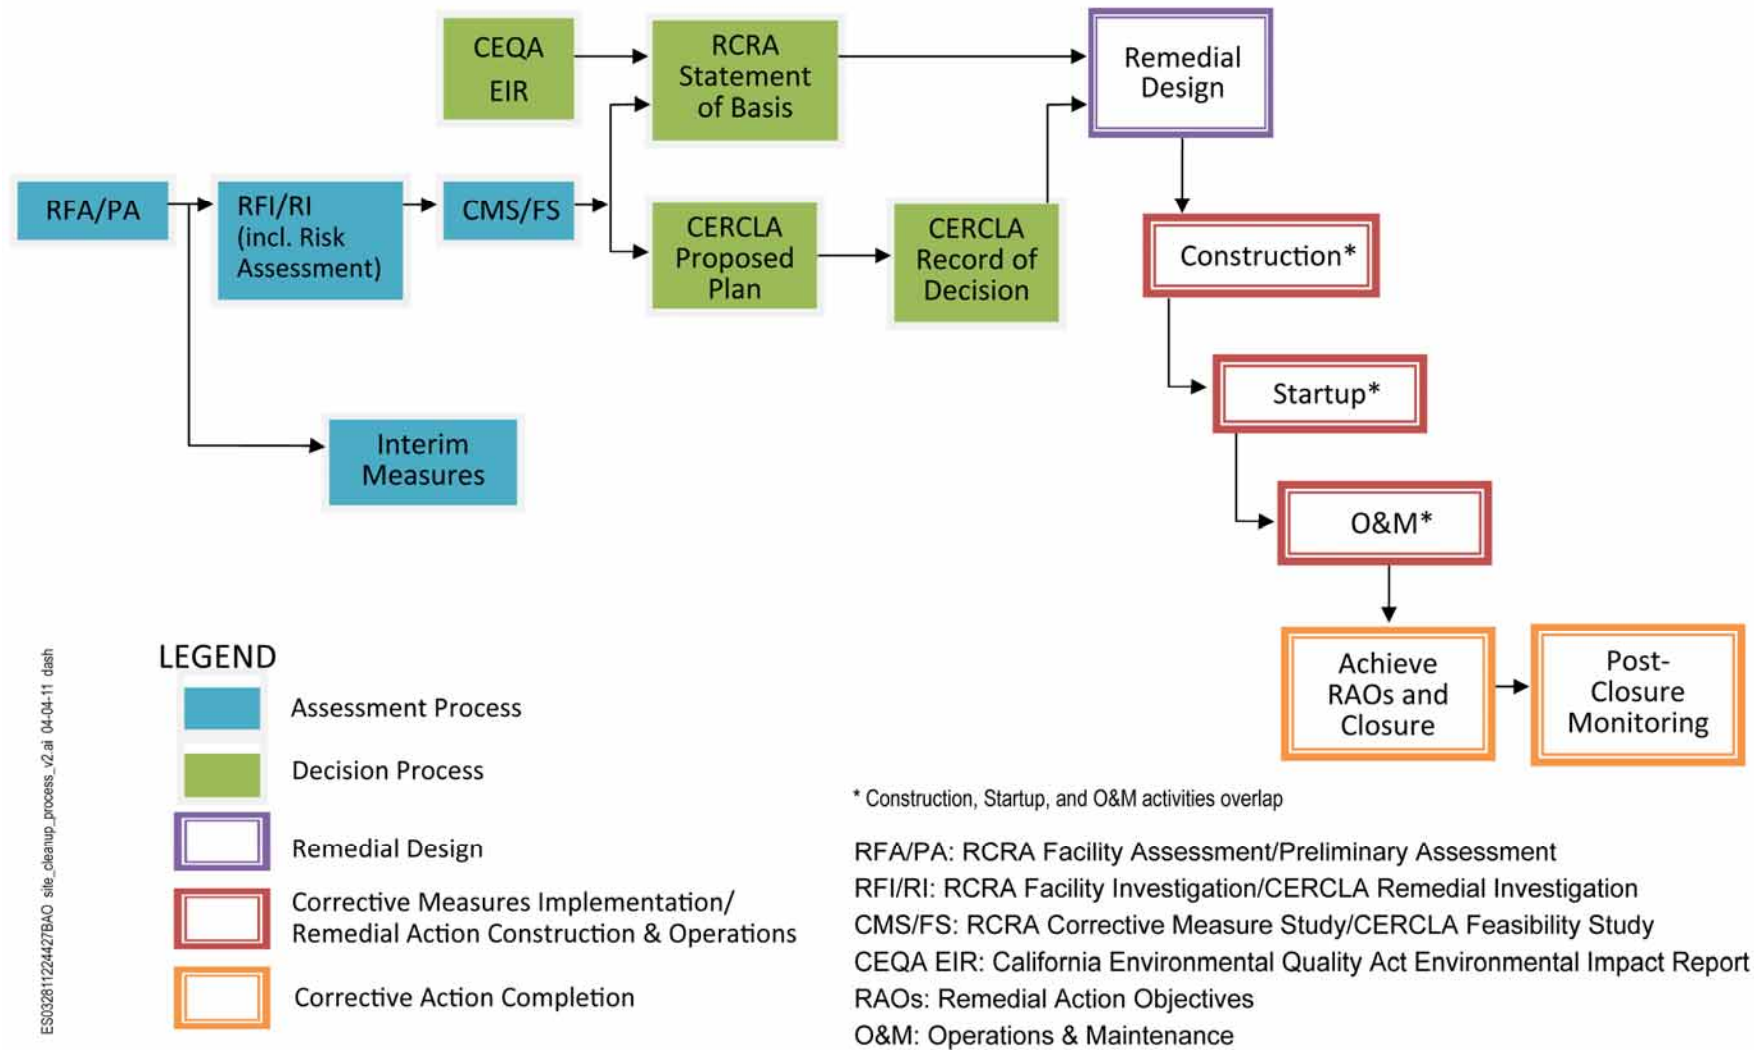 CEQA
EIR
RCRA
Statement
of Basis
Remedial
Design
RFA/PA
RFI/RI
(incl. Risk
Assessment)
CMS/FS
CERCLA
Proposed
Plan
CERCLA
Record of
Decision
Construction*
Startup*
Interim
Measures
O&M*
Achieve
RAOs and
Closure
Post-
Closure
Monitoring
LEGEND
Assessment Process
Decision Process
Remedial Design
Corrective Measures Implementation/
Remedial Action Construction & Operations
Corrective Action Completion
* Construction, Startup, and O&M activities overlap
RFA/PA: RCRA Facility Assessment/Preliminary Assessment
RFI/RI: RCRA Facility Investigation/CERCLA Remedial Investigation
CMS/FS: RCRA Corrective Measure Study/CERCLA Feasibility Study
CEQA EIR: California Environmental Quality Act Environmental Impact Report
RAOs: Remedial Action Objectives
O&M: Operations & Maintenance
ES032811224427BAO site_cleanup_process_v2.ai 04-04-11 dash